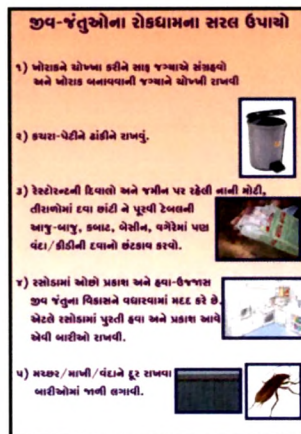 જીવ-જંતુઓના રોકધામના સરલ ઉપાયો
૧) ખોરાકને ચોખ્ખા કરીને સાફ જગ્યાએ સંગ્રહવો
અને ખોરાક બનાવવાની જગ્યાને ચોખ્ખી રાખવી
૨) કચરા-પેટીને ઢાંકીને રાખવું.
૩) રેસ્ટોરન્ટની દિવાલો અને જમીન પર રહેલી નાની મોટી,
તીરાળોમાં દવા છાંટી ને પૂરવી ટેબલની
આજુ-બાજુ, કબાટ, બેસીન, વગેરેમાં પણ
વંદા/કીડીની દવાનો છંટકાવ કરવો.
૪) રસોડામાં ઓછો પ્રકાશ અને હવા-ઉજજાસ
જીવ જંતુના વિકાસને વધારવામાં મદદ કરે છે.
એટલે રસોડામાં પુરતી હવા અને પ્રકાશ આવે
એવી બારીઓ રાખવી.
૫) મચ્છર/માખી/વંદાને દૂર રાખવા
બારીઓમાં જાળી લગાવી.